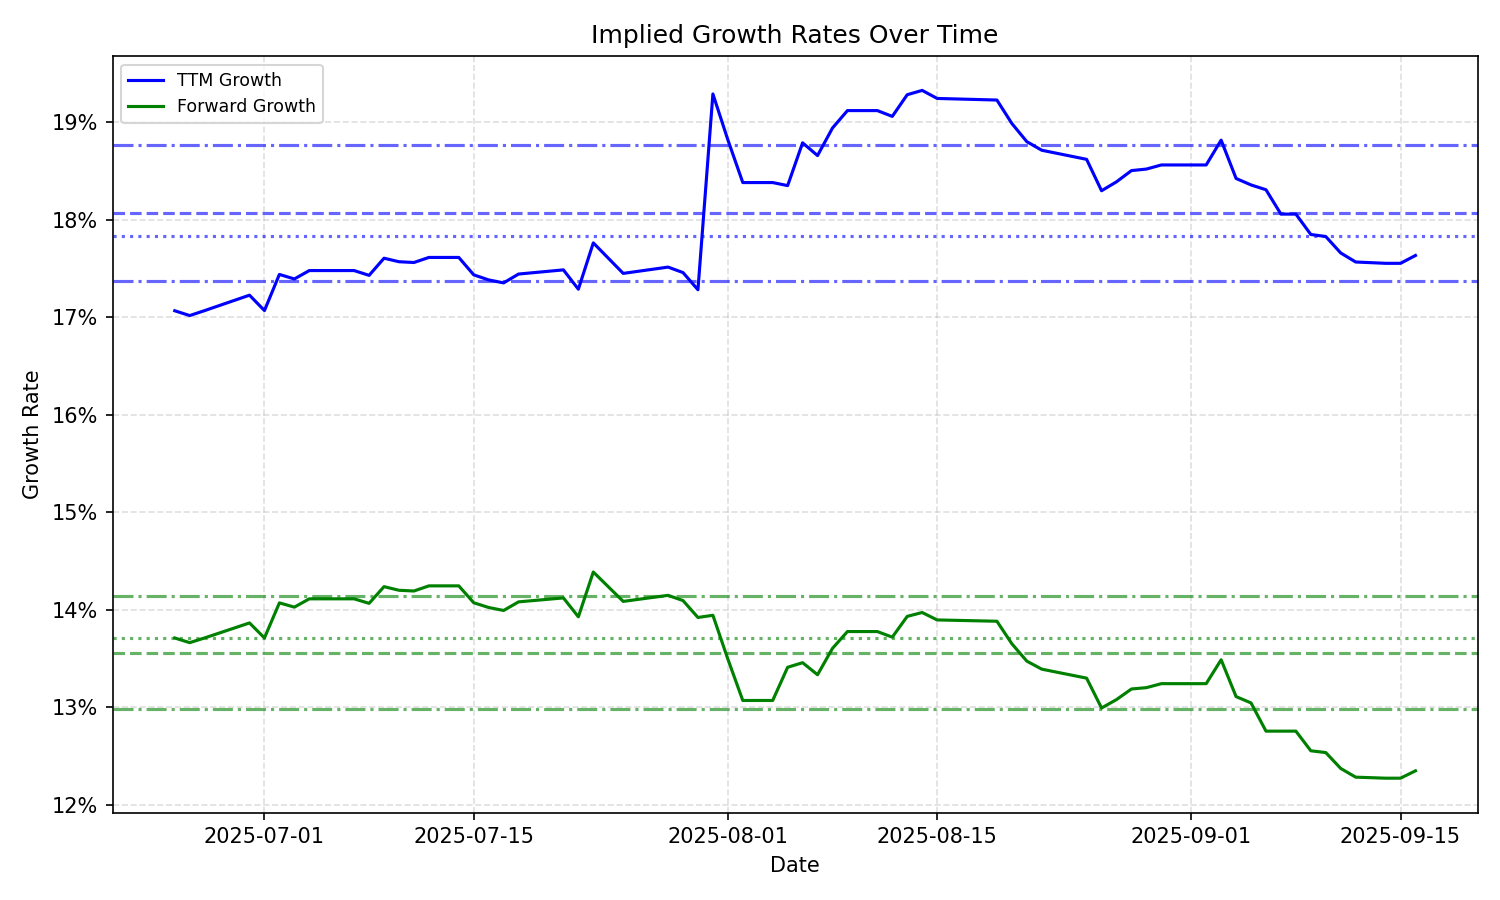 Implied Growth Rates Over Time
TTM Growth
Forward Growth
19%
18%
17%
16%
15%
14%
13%
12%
Growth Rate
2025-07-01
2025-07-15
2025-08-01
2025-08-15
2025-09-01
2025-09-15
Date